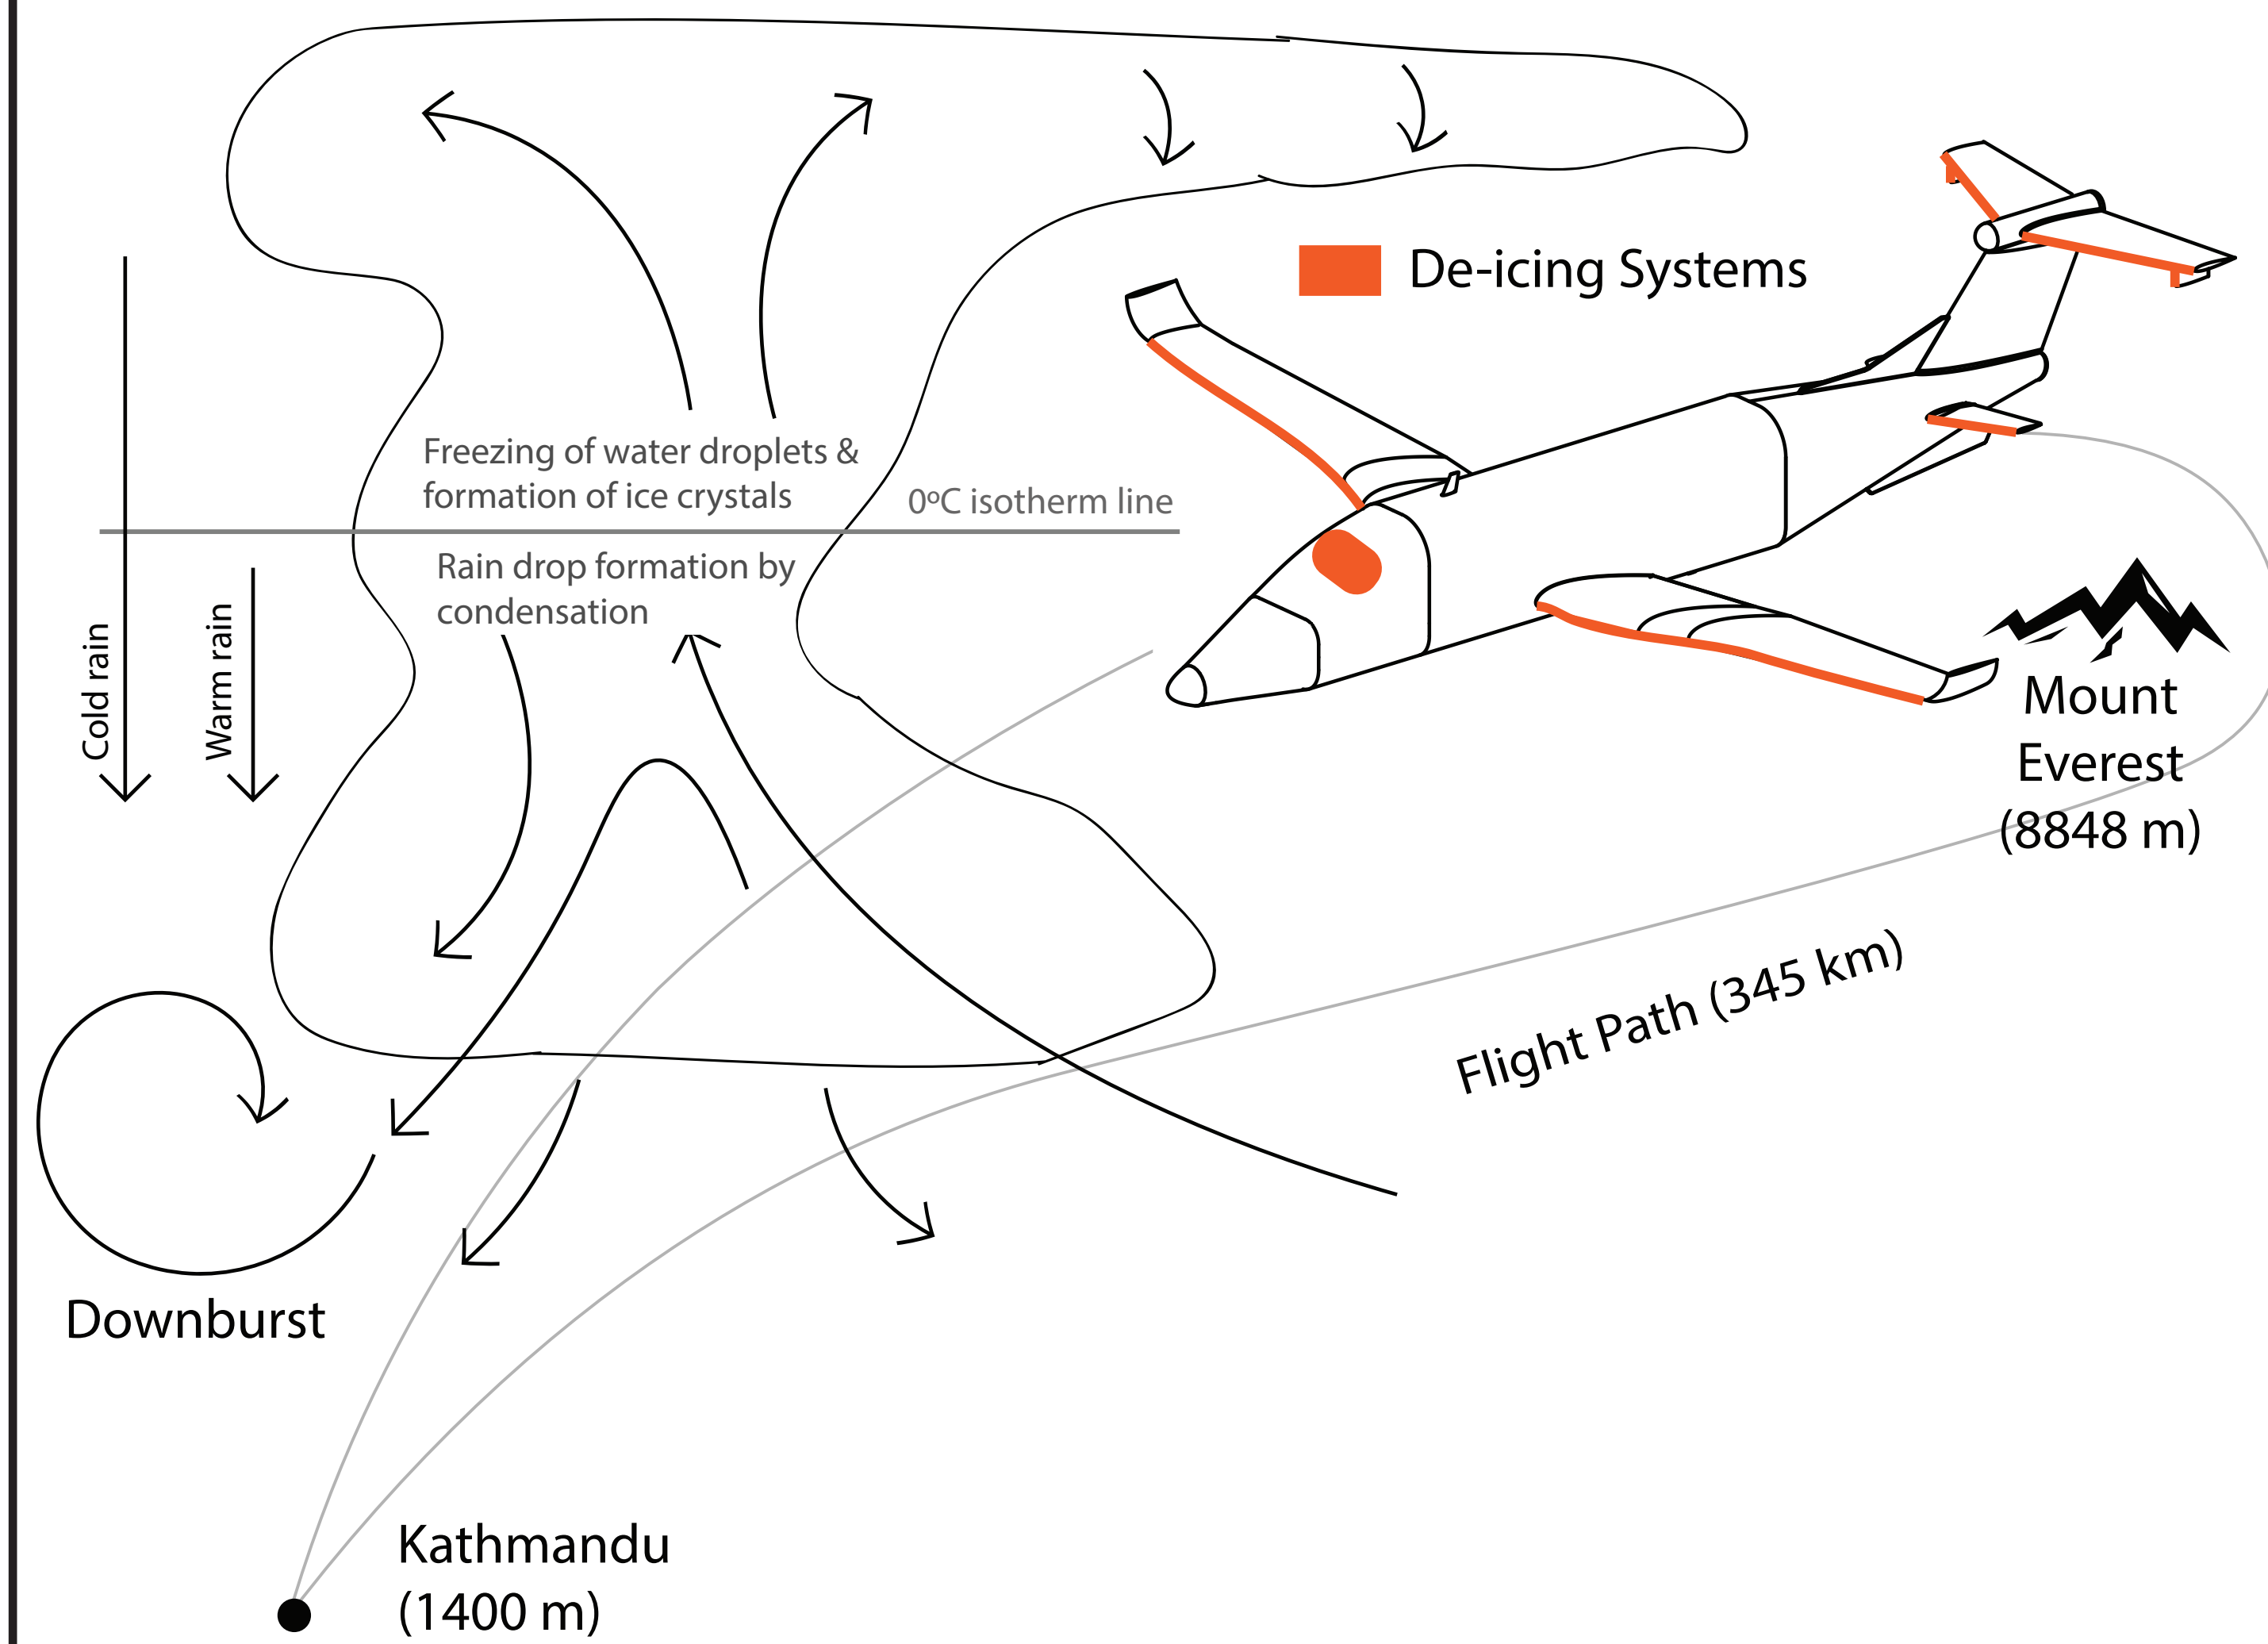 De-icing Systems
Freezing of water droplets &
formation of ice crystals
0ºC isotherm line
Rain drop formation by
condensation
Cold rain
Warm rain
Mount
Everest
(8848 m)
Flight Path (345 km)
Downburst
Kathmandu
(1400 m)